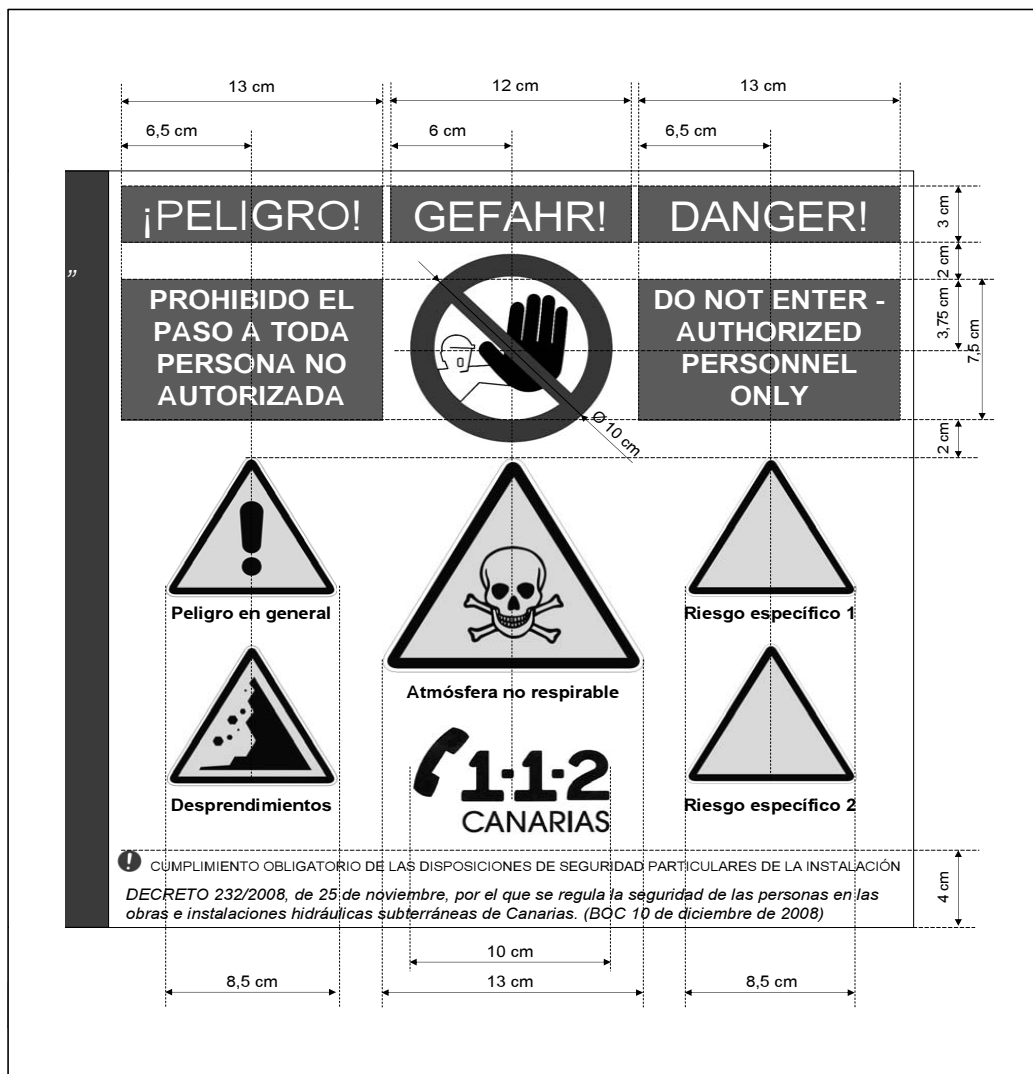 13 cm
12 cm
13 cm
6,5 cm
6 cm
6,5 cm
¡PELIGRO!
GEFAHR!
DANGER!
3 cm
2 cm
”
PROHIBIDO EL
PASO A TODA
PERSONA NO
AUTORIZADA
DO NOT ENTER -
AUTHORIZED
PERSONNEL
ONLY
3,75 cm
7,5 cm
Ø 10 cm
2 cm
Peligro en general
Riesgo específico 1
Atmósfera no respirable
Desprendimientos
1-1-2
CANARIAS
Riesgo específico 2
CUMPLIMIENTO OBLIGATORIO DE LAS DISPOSICIONES DE SEGURIDAD PARTICULARES DE LA INSTALACIÓN
DECRETO 232/2008, de 25 de noviembre, por el que se regula la seguridad de las personas en las
obras e instalaciones hidráulicas subterráneas de Canarias. (BOC 10 de diciembre de 2008)
4 cm
10 cm
8,5 cm
13 cm
8,5 cm